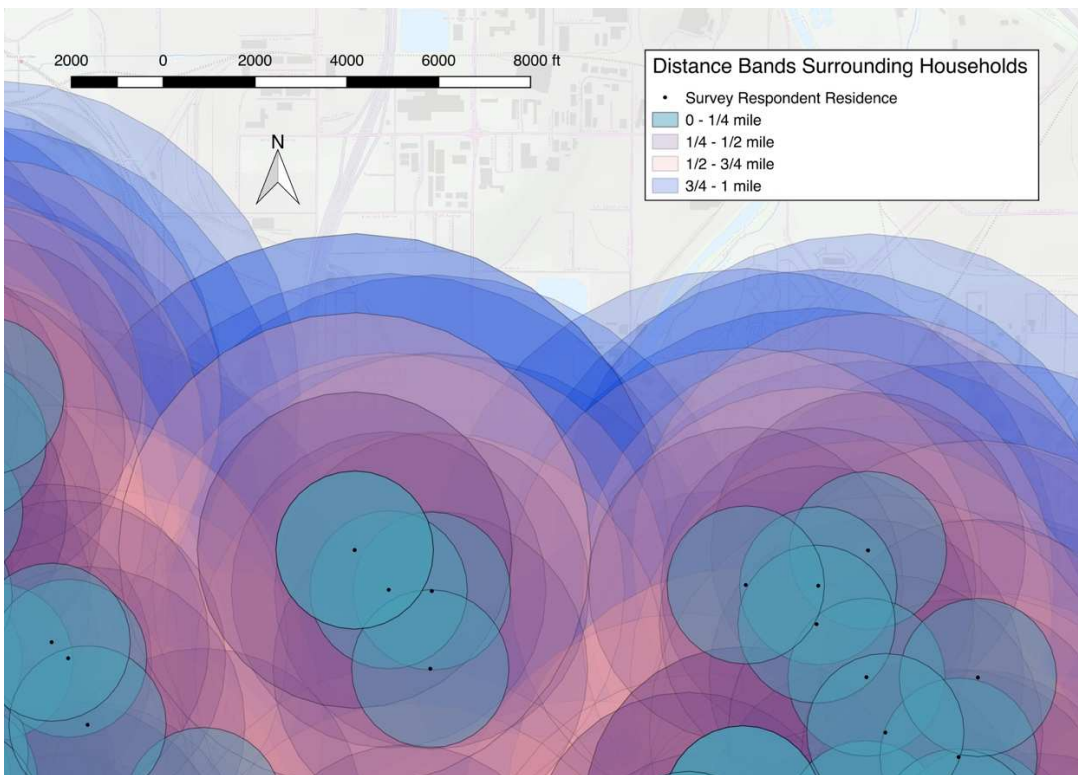 2000 0 2000 4000 6000 8000 ft
N
Distance Bands Surrounding Households
Survey Respondent Residence
0 - 1/4 mile
1/4 - 1/2 mile
1/2 - 3/4 mile
3/4 - 1 mile